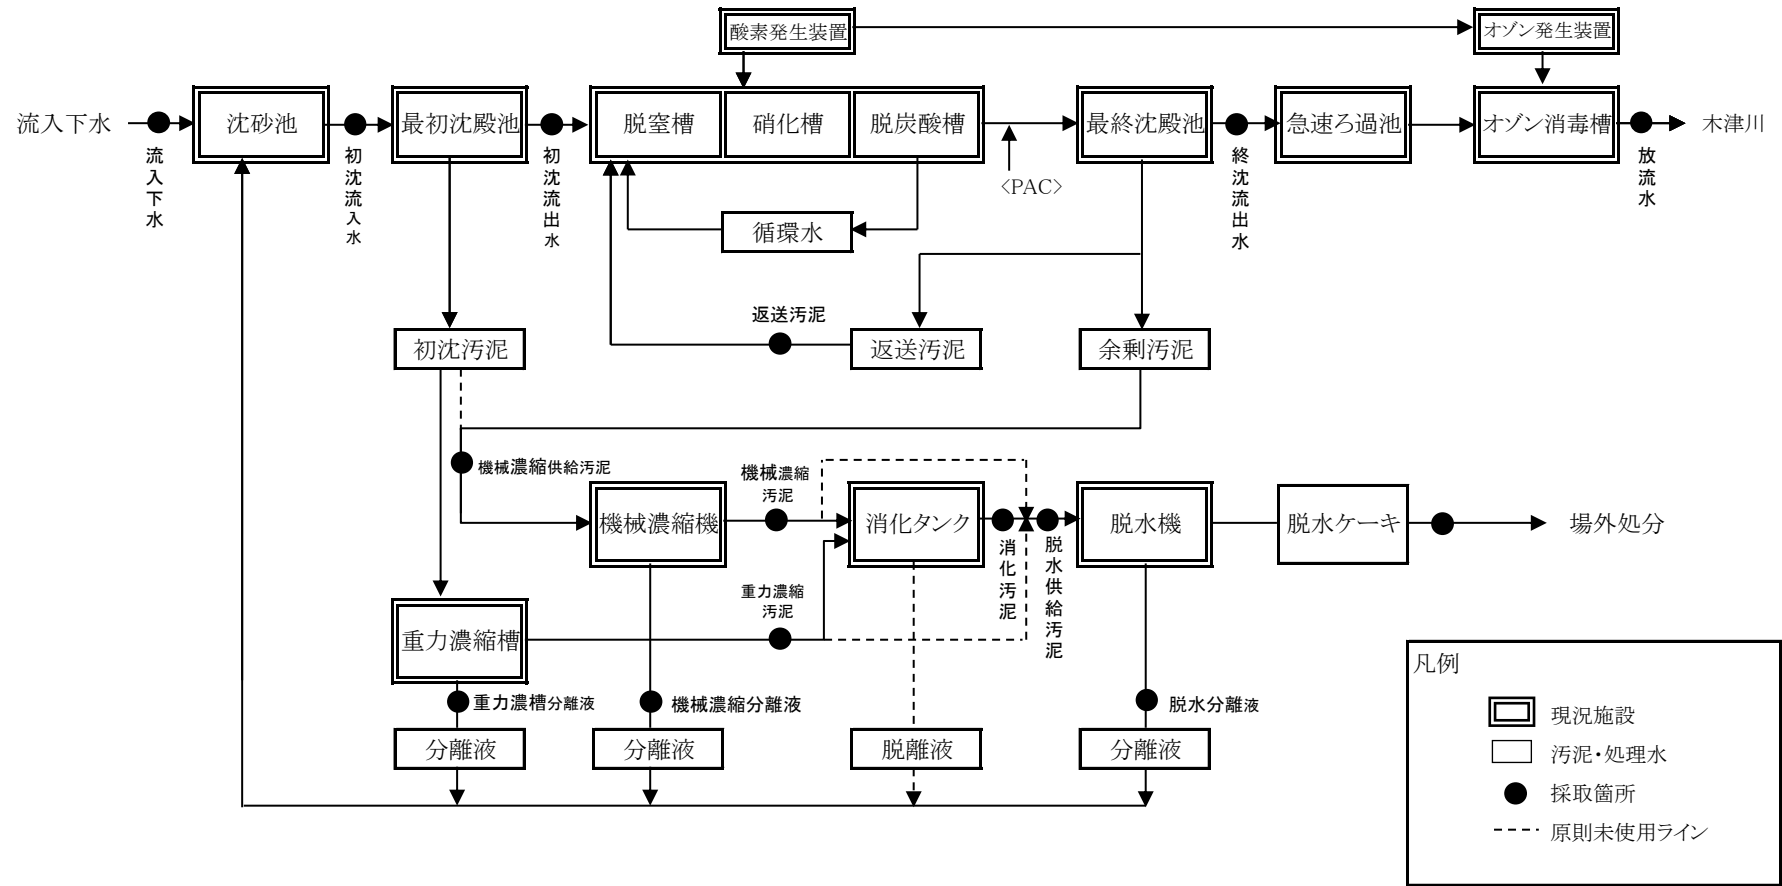 酸素発生装置
オゾン発生装置
流入下水
沈砂池
最初沈殿池
脱窒槽
硝化槽
脱炭酸槽
最終沈殿池
急速ろ過池
オゾン消毒槽
木津川
流入下水
初沈流入水
初沈流出水
<PAC>
終沈流出水
放流水
循環水
返送汚泥
初沈汚泥
返送汚泥
余剰汚泥
機械濃縮供給汚泥
機械濃縮
汚泥
機械濃縮機
消化タンク
脱水機
脱水ケーキ
場外処分
消化汚泥
脱水供給汚泥
重力濃縮
汚泥
重力濃縮槽
重力濃槽分離液
機械濃縮分離液
脱水分離液
分離液
分離液
脱離液
分離液
凡例
現況施設
汚泥・処理水
採取箇所
原則未使用ライン